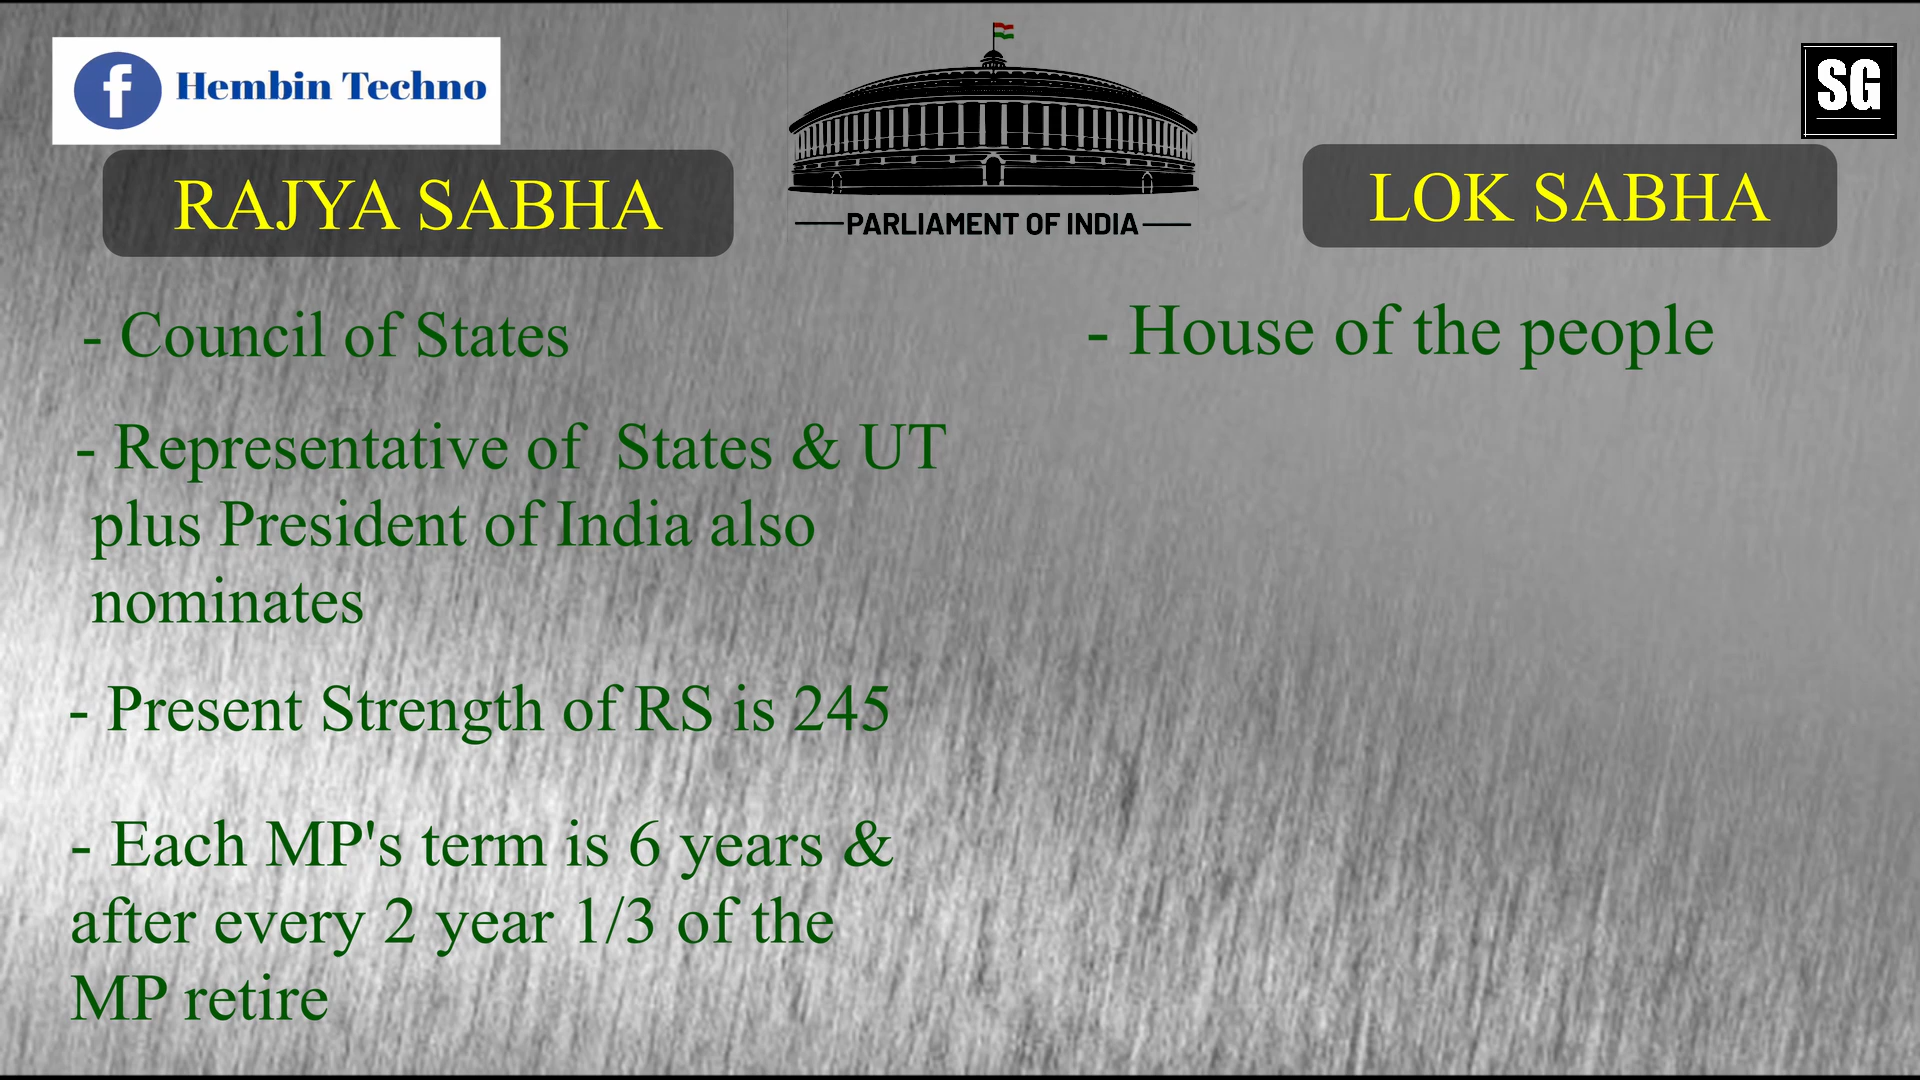 f Hembin Techno
SG
PARLIAMENT OF INDIA
RAJYA SABHA
- Council of States
- Representative of States & UT
plus President of India also
nominates
- Present Strength of RS is 245
- Each MP's term is 6 years &
after every 2 year 1/3 of the
MP retire
LOK SABHA
- House of the people